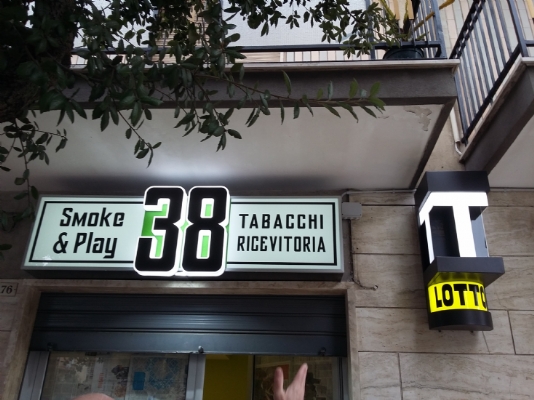 Smoke
& Play
38
TABACCHI
RICEVITORIA
T
LOTTO
76